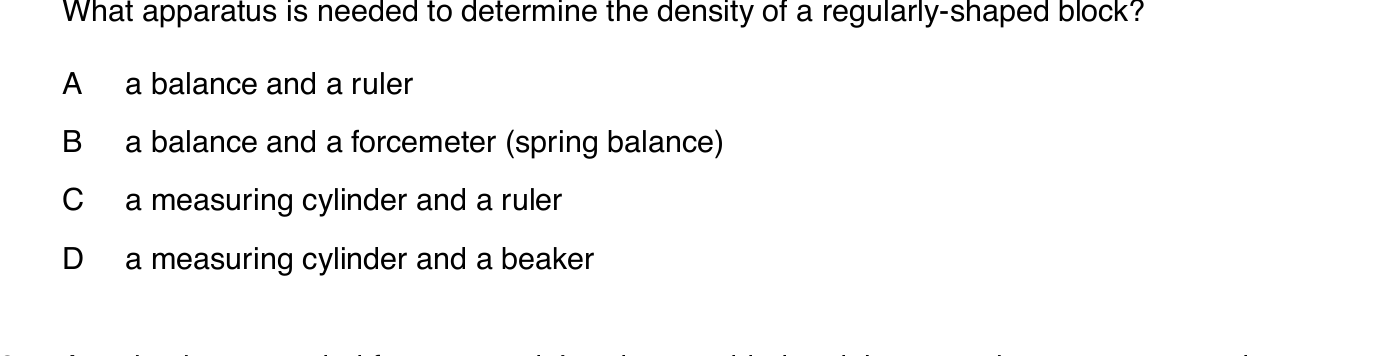 What apparatus is needed to determine the density of a regularly-shaped block?
A a balance and a ruler
B a balance and a forcemeter (spring balance)
C a measuring cylinder and a ruler
D a measuring cylinder and a beaker